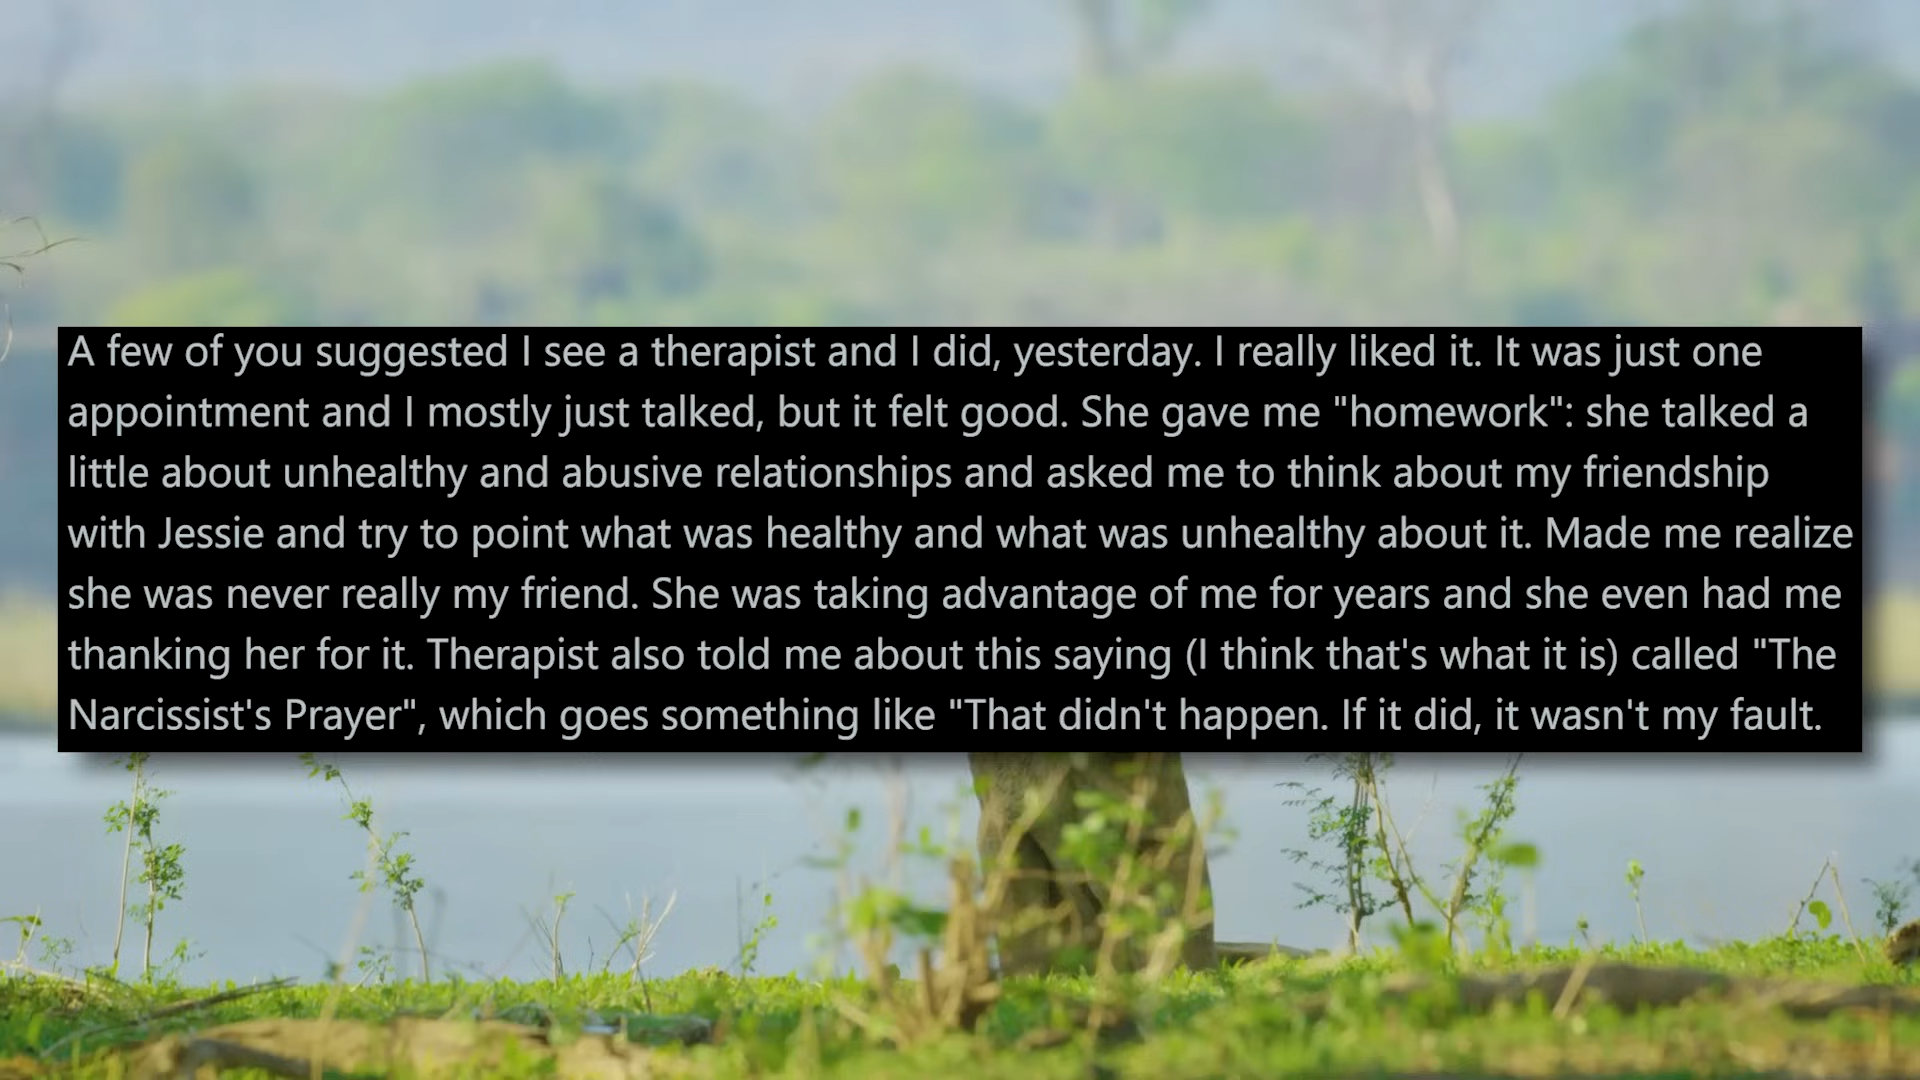 A few of you suggested I see a therapist and I did, yesterday. I really liked it. It was just one
appointment and I mostly just talked, but it felt good. She gave me "homework": she talked a
little about unhealthy and abusive relationships and asked me to think about my friendship
with Jessie and try to point what was healthy and what was unhealthy about it. Made me realize
she was never really my friend. She was taking advantage of me for years and she even had me
thanking her for it. Therapist also told me about this saying (I think that's what it is) called "The
Narcissist's Prayer", which goes something like "That didn't happen. If it did, it wasn't my fault.